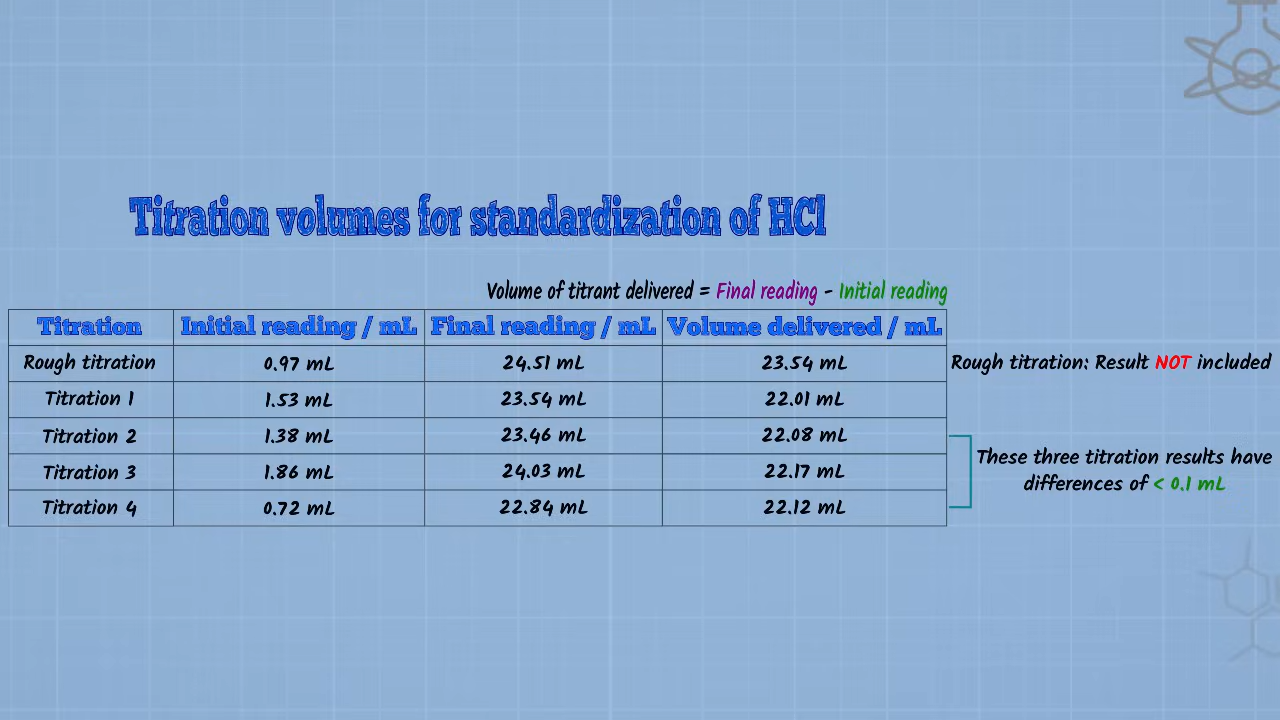 Titration volumes for standardization of HCl
Volume of titrant delivered = Final reading - Initial reading
Titration Initial reading / mL Final reading / mL Volume delivered / mL
Rough titration 0.97 mL 24.51 mL 23.54 mL Rough titration: Result NOT included
Titration 1 1.53 mL 23.54 mL 22.01 mL
Titration 2 1.38 mL 23.46 mL 22.08 mL
These three titration results have
Titration 3 1.86 mL 24.03 mL 22.17 mL
differences of < 0.1 mL
Titration 4 0.72 mL 22.84 mL 22.12 mL